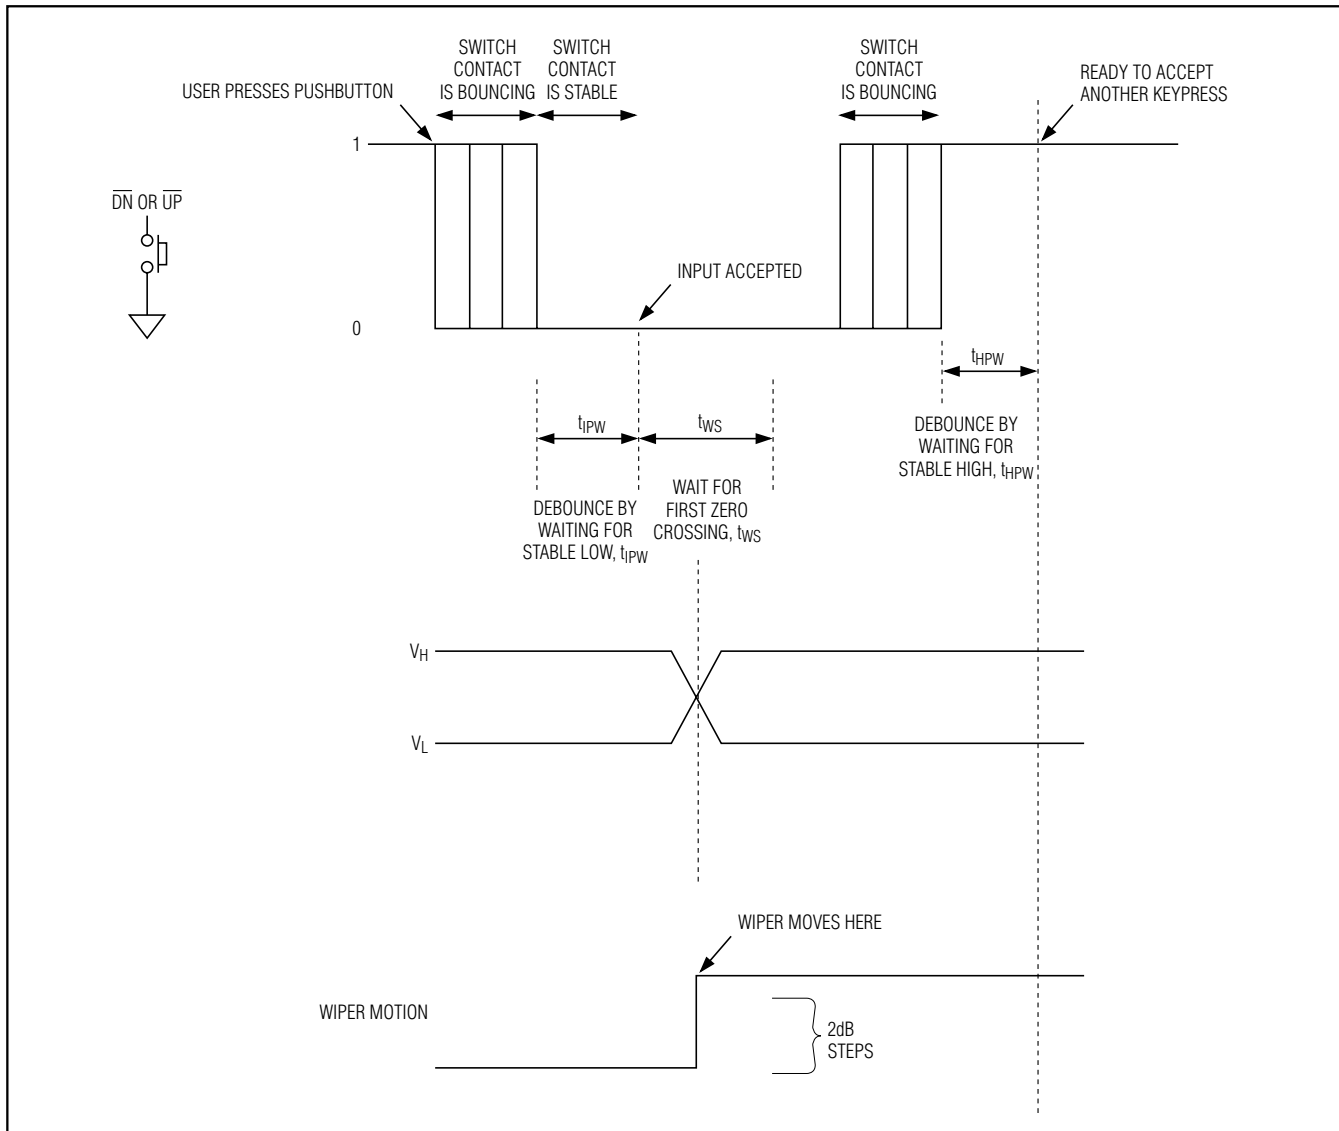 SWITCH
CONTACT
IS BOUNCING
SWITCH
CONTACT
IS STABLE
SWITCH
CONTACT
IS BOUNCING
USER PRESSES PUSHBUTTON
READY TO ACCEPT
ANOTHER KEYPRESS
1
DN OR UP
INPUT ACCEPTED
0
tHPW
tIPW
tWS
DEBOUNCE BY
WAITING FOR
STABLE HIGH, tHPW
WAIT FOR
FIRST ZERO
CROSSING, tWS
DEBOUNCE BY
WAITING FOR
STABLE LOW, tIPW
VH
VL
WIPER MOVES HERE
WIPER MOTION
2dB
STEPS